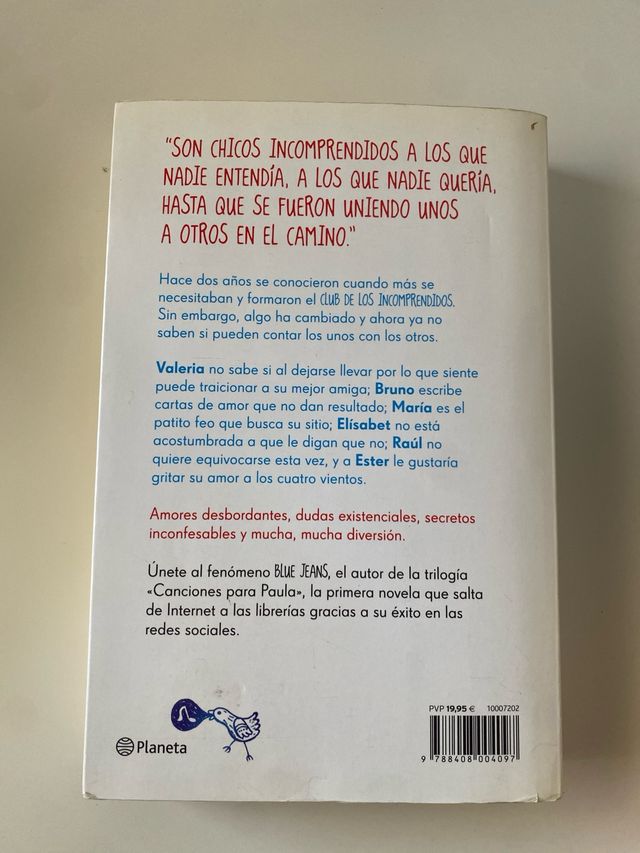 "SON CHICOS INCOMPRENDIDOS A LOS QUE
NADIE ENTENDÍA, A LOS QUE NADIE QUERÍA,
HASTA QUE SE FUERON UNIENDO UNOS
A OTROS EN EL CAMINO."
Hace dos años se conocieron cuando más se
necesitaban y formaron el CLUB DE LOS INCOMPRENDIDOS.
Sin embargo, algo ha cambiado y ahora ya no
saben si pueden contar los unos con los otros.
Valeria no sabe si al dejarse llevar por lo que siente
puede traicionar a su mejor amiga; Bruno escribe
cartas de amor que no dan resultado; María es el
patito feo que busca su sitio; Elísabet no está
acostumbrada a que le digan que no; Raúl no
quiere equivocarse esta vez, y a Ester le gustaría
gritar su amor a los cuatro vientos.
Amores desbordantes, dudas existenciales, secretos
inconfesables y mucha, mucha diversión.
Únete al fenómeno BLUE JEANS, el autor de la trilogía
«Canciones para Paula», la primera novela que salta
de Internet a las librerías gracias a su éxito en las
redes sociales.
Planeta
PVP 19,95 € 10007202
9 788408 004097